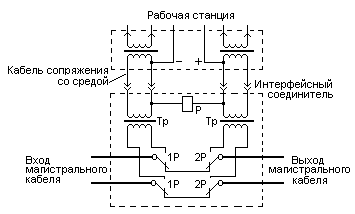 Рабочая станция
Кабель сопряжения
со средой
− +
Интерфейсный
соединитель
Р
Тр Тр
Вход
магистрального
кабеля
1Р 2Р
Выход
магистрального
кабеля
1Р 2Р